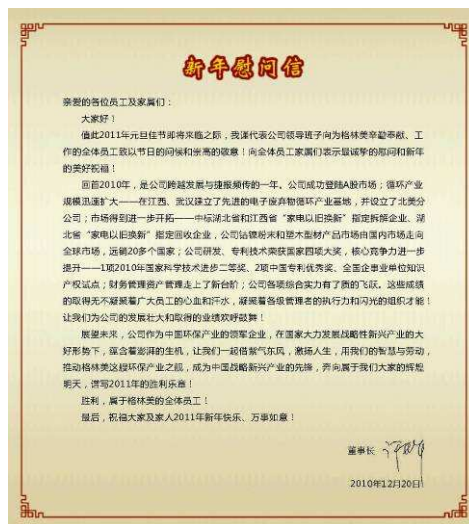 新年慰问信
亲爱的各位员工及家属们：
大家好！
值此2011年元旦佳节即将来临之际，我谨代表公司领导班子向为格林美辛勤奉献、工
作的全体员工致以节日的问候和崇高的敬意！向全体员工家属们表示最诚挚的慰问和新年
的美好祝福！
回首2010年，是公司跨越发展与捷报频传的一年。公司成功登陆A股市场；循环产业
规模迅速扩大——在江西、武汉建立了先进的电子废弃物循环产业基地，并设立了北美分
公司；市场得到进一步开拓——中标湖北省和江西省“家电以旧换新”指定拆解企业、湖
北省“家电以旧换新”指定回收企业，公司钴镍粉末和塑木型材产品市场由国内市场走向
全球市场，远销20多个国家；公司研发、专利技术荣获国家四项大奖，核心竞争力进一步
提升——1项2010年国家科学技术进步二等奖、2项中国专利优秀奖、全国企事业单位知识
产权试点；财务管理资产管理走上了新台阶；公司各项综合实力有了质的飞跃。这些成绩
的取得无不凝聚着广大员工的心血和汗水，凝聚着各级管理者的执行力和闪光的组织才能！
让我们为公司的发展壮大和取得的业绩欢呼鼓舞！
展望未来，公司作为中国环保产业的领军企业，在国家大力发展战略性新兴产业的大
好形势下，蕴含着澎湃的生机，让我们一起借紫气东风，激扬人生，用我们的智慧与劳动，
推动格林美这艘环保产业之舰，成为中国战略新兴产业的先锋，奔向属于我们大家的辉煌
明天，谱写2011年的胜利乐章！
胜利，属于格林美的全体员工！
最后，祝福大家及家人2011年新年快乐、万事如意！
董事长
2010年12月20日